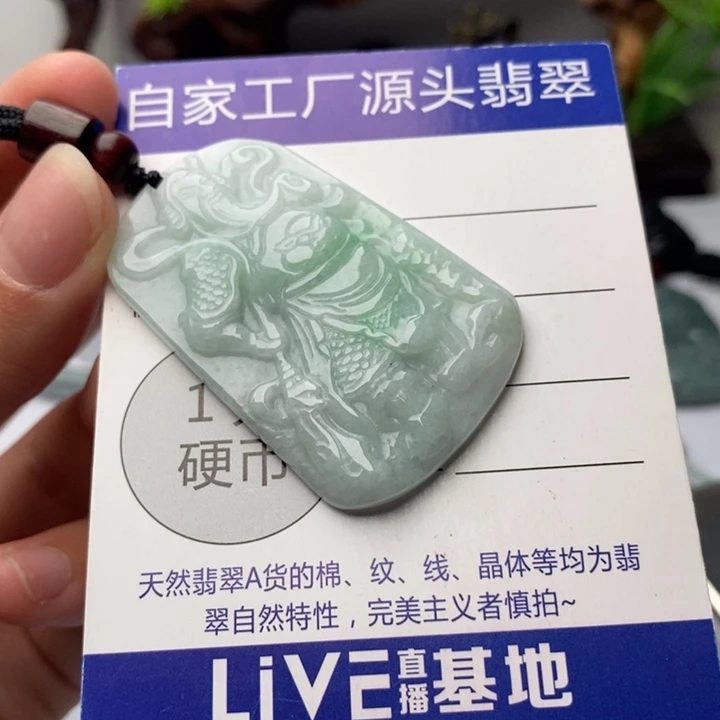 自家工厂源头翡翠
1
硬币
天然翡翠A货的棉、纹、线、晶体等均为翡
翠自然特性，完美主义者慎拍~
LiVE直播基地